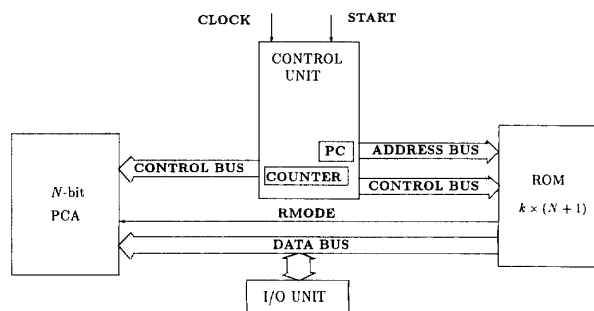 CLOCK
START
CONTROL
UNIT
PC
ADDRESS BUS
CONTROL BUS
COUNTER
CONTROL BUS
N-bit
PCA
ROM
k × (N + 1)
RMODE
DATA BUS
I/O UNIT